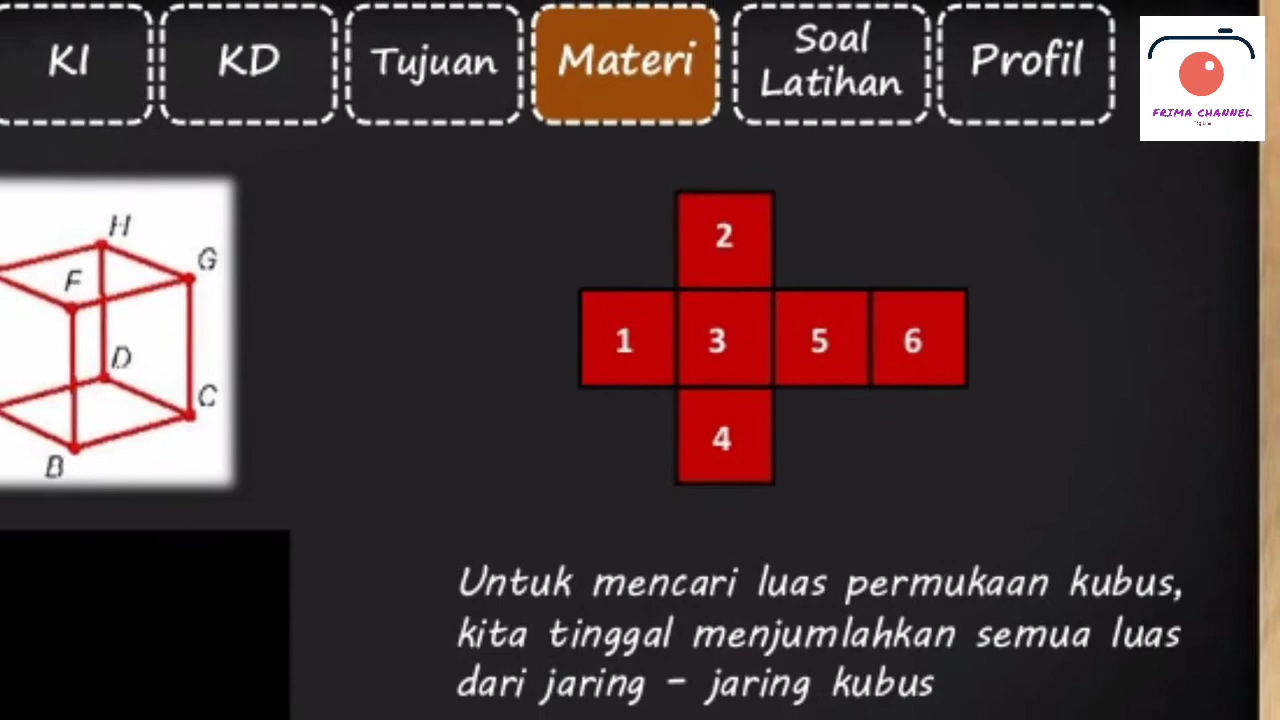 KI
KD
Tujuan
Materi
Soal
Latihan
Profil
FRIMA CHANNEL
H
G
F
D
C
B
2
1 3 5 6
4
Untuk mencari luas permukaan kubus,
kita tinggal menjumlahkan semua luas
dari jaring - jaring kubus